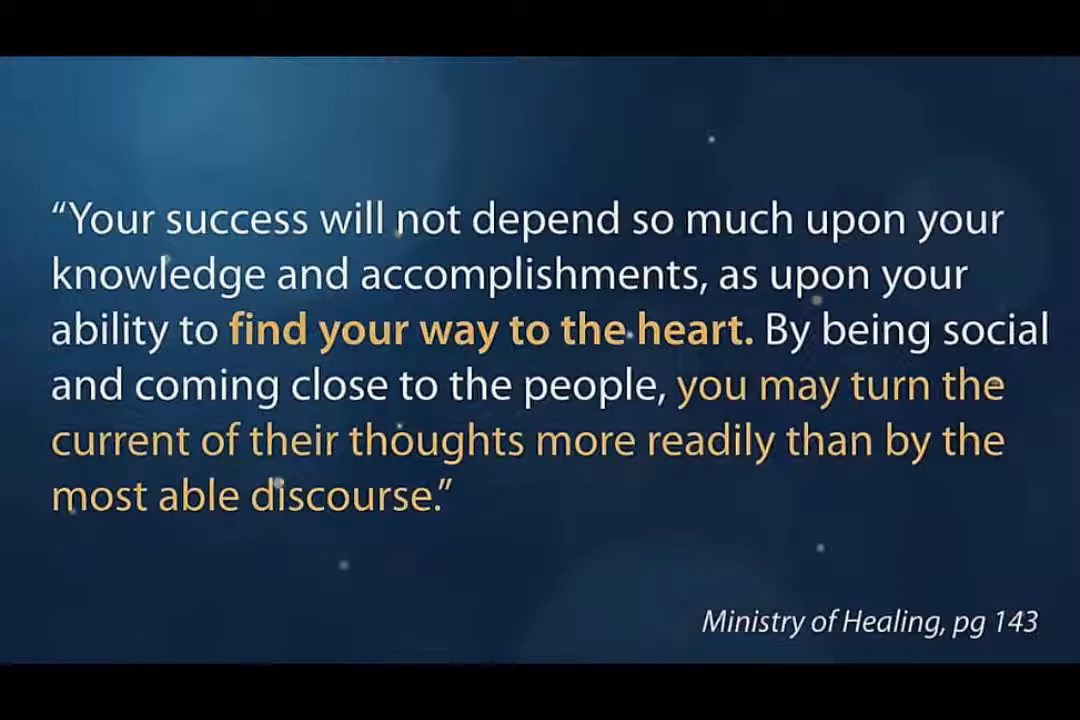 “Your success will not depend so much upon your
knowledge and accomplishments, as upon your
ability to find your way to the heart. By being social
and coming close to the people, you may turn the
current of their thoughts more readily than by the
most able discourse.”
Ministry of Healing, pg 143